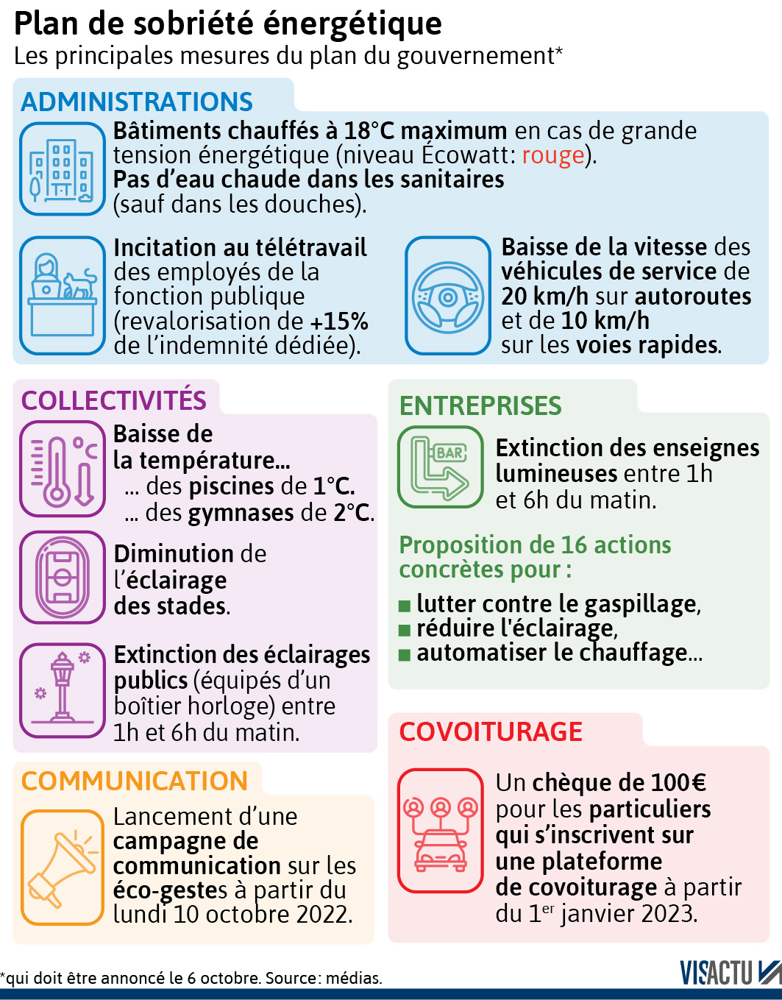 Plan de sobriété énergétique
Les principales mesures du plan du gouvernement*
ADMINISTRATIONS
Bâtiments chauffés à 18°C maximum en cas de grande
tension énergétique (niveau Écowatt : rouge).
Pas d’eau chaude dans les sanitaires
(sauf dans les douches).
Incitation au télétravail
des employés de la
fonction publique
(revalorisation de +15%
de l’indemnité dédiée).
Baisse de la vitesse des
véhicules de service de
20 km/h sur autoroutes
et de 10 km/h
sur les voies rapides.
COLLECTIVITÉS
°C
Baisse de
la température...
... des piscines de 1°C.
... des gymnases de 2°C.
Diminution de
l’éclairage
des stades.
Extinction des éclairages
publics (équipés d’un
boîtier horloge) entre
1h et 6h du matin.
ENTREPRISES
BAR
Extinction des enseignes
lumineuses entre 1h
et 6h du matin.
Proposition de 16 actions
concrètes pour :
lutter contre le gaspillage,
réduire l'éclairage,
automatiser le chauffage...
COMMUNICATION
Lancement d’une
campagne de
communication sur les
éco-gestes à partir du
lundi 10 octobre 2022.
COVOITURAGE
Un chèque de 100 €
pour les particuliers
qui s’inscrivent sur
une plateforme
de covoiturage à partir
du 1er janvier 2023.
*qui doit être annoncé le 6 octobre. Source : médias.
VISACTU